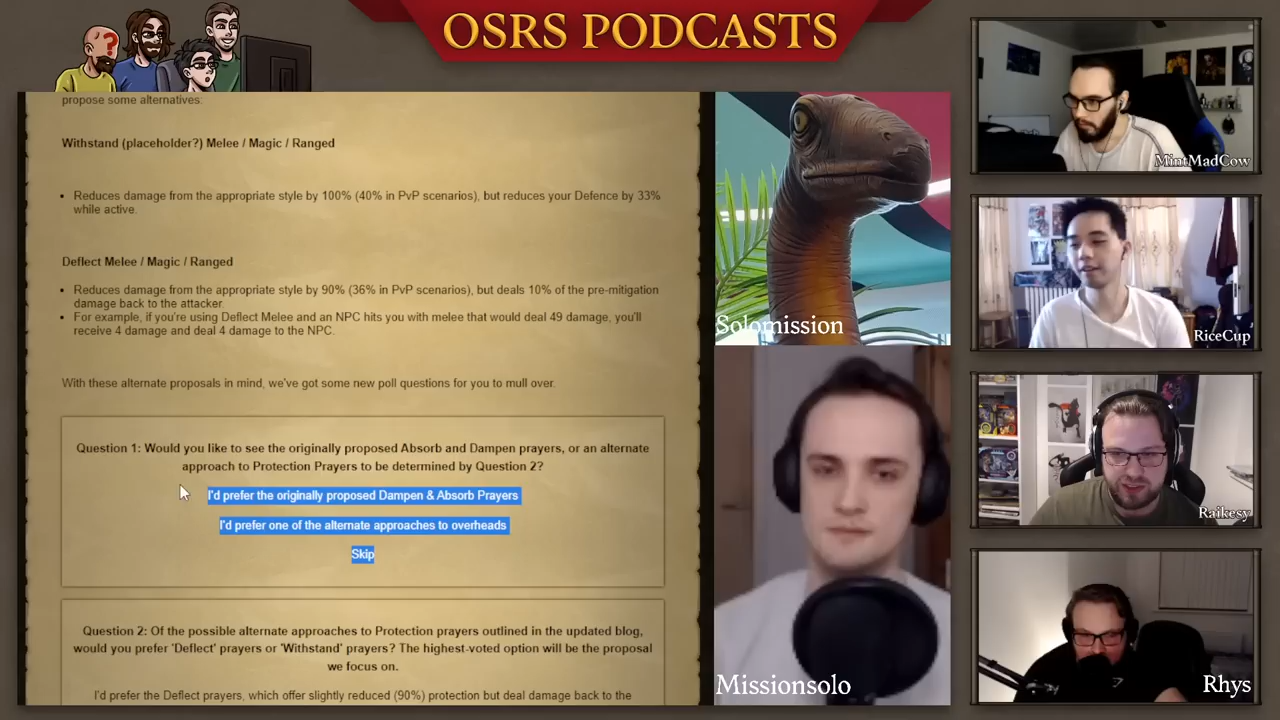 OSRS PODCASTS
propose some alternatives:
Withstand (placeholder?) Melee / Magic / Ranged
• Reduces damage from the appropriate style by 100% (40% in PvP scenarios), but reduces your Defence by 33%
while active.
Deflect Melee / Magic / Ranged
• Reduces damage from the appropriate style by 90% (36% in PvP scenarios), but deals 10% of the pre-mitigation
damage back to the attacker.
• For example, if you're using Deflect Melee and an NPC hits you with melee that would deal 49 damage, you'll
receive 4 damage and deal 4 damage to the NPC.
With these alternate proposals in mind, we've got some new poll questions for you to mull over.
Question 1: Would you like to see the originally proposed Absorb and Dampen prayers, or an alternate
approach to Protection Prayers to be determined by Question 2?
I'd prefer the originally proposed Dampen & Absorb Prayers
I'd prefer one of the alternate approaches to overheads
Skip
Question 2: Of the possible alternate approaches to Protection prayers outlined in the updated blog,
would you prefer 'Deflect' prayers or 'Withstand' prayers? The highest-voted option will be the proposal
we focus on.
I'd prefer the Deflect prayers, which offer slightly reduced (90%) protection but deal damage back to the
Solomission
Missionsolo
MintMadCow
RiceCup
Raikesy
Rhys
?